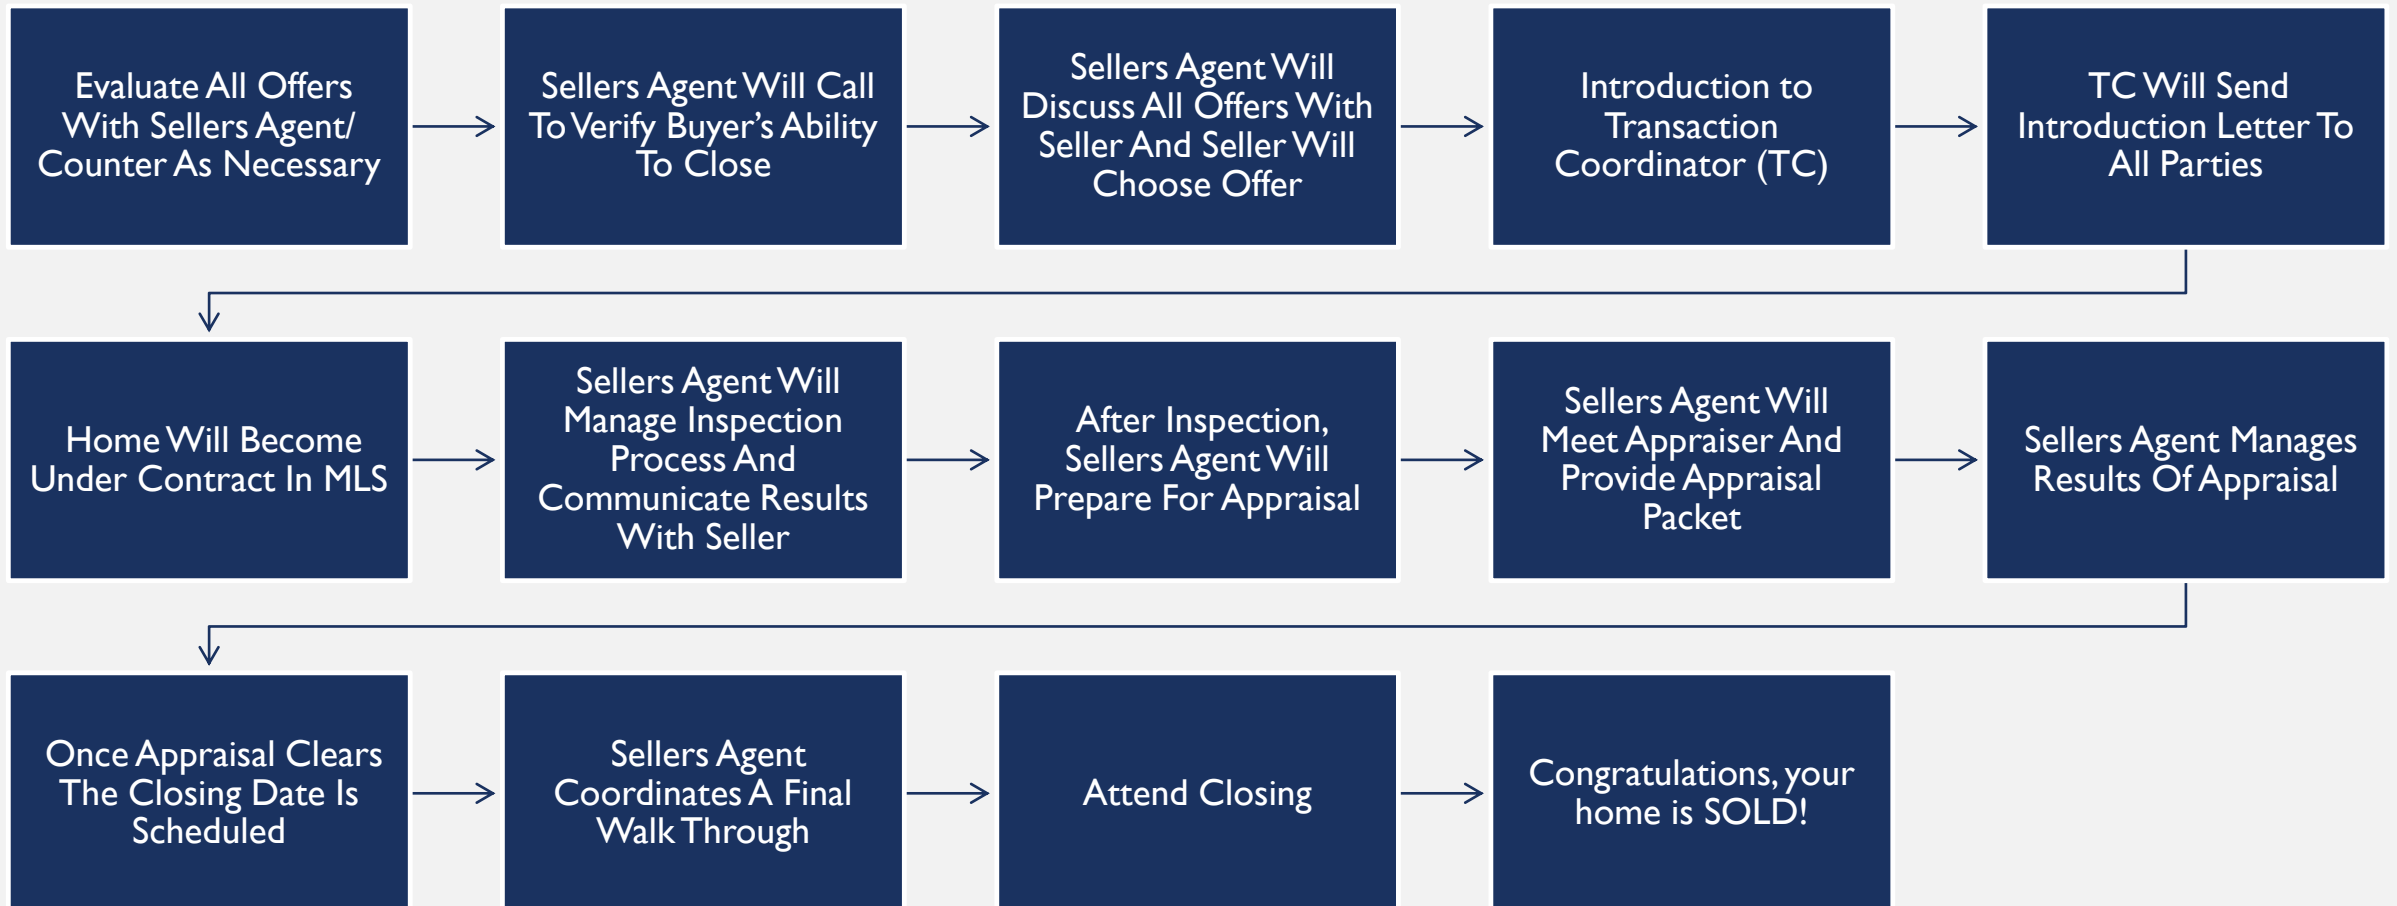 Evaluate All Offers
With Sellers Agent/
Counter As Necessary
Sellers Agent Will Call
To Verify Buyer's Ability
To Close
Sellers Agent Will
Discuss All Offers With
Seller And Seller Will
Choose Offer
Introduction to
Transaction
Coordinator (TC)
TC Will Send
Introduction Letter To
All Parties
Home Will Become
Under Contract In MLS
Sellers Agent Will
Manage Inspection
Process And
Communicate Results
With Seller
After Inspection,
Sellers Agent Will
Prepare For Appraisal
Sellers Agent Will
Meet Appraiser And
Provide Appraisal
Packet
Sellers Agent Manages
Results Of Appraisal
Once Appraisal Clears
The Closing Date Is
Scheduled
Sellers Agent
Coordinates A Final
Walk Through
Attend Closing
Congratulations, your
home is SOLD!